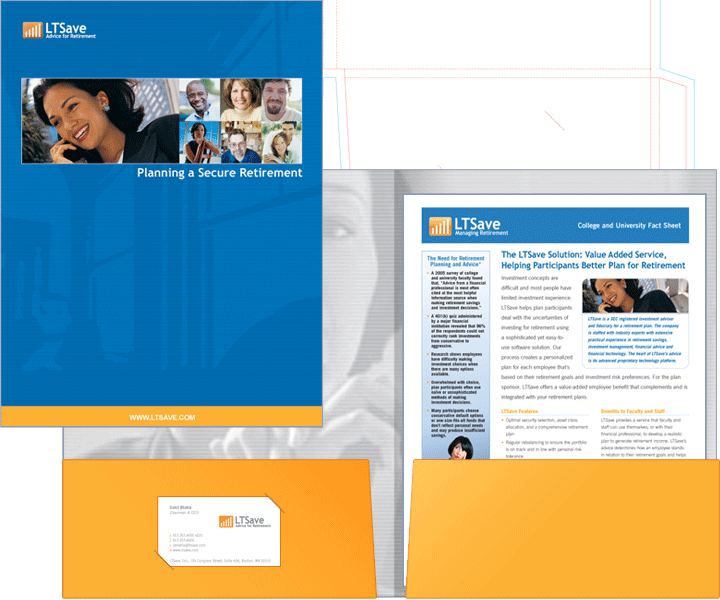 LTSave
Advice for Retirement
Planning a Secure Retirement
WWW.LTSAVE.COM
LTSave
Managing Retirement
College and University Fact Sheet
The Need for Retirement
Planning and Advice*
• A 2005 survey of college
and university faculty found
that, "Advice from a financial
professional is most often
cited at the most helpful
information source when
making retirement savings
and investment decisions."
• A 401(k) quiz administered
by a major financial
institution revealed that 96%
of the respondents could not
correctly rank investments
from conservative to
aggressive.
• Research shows employees
have difficulty making
investment choices when
there are many options
available.
• Overwhelmed with choice,
plan participants often use
naïve or unsophisticated
methods of making
investment decisions.
• Many participants choose
conservative default options
or one-size-fits-all funds that
don't reflect personal needs
and may produce insufficient
savings.
The LTSave Solution: Value Added Service,
Helping Participants Better Plan for Retirement
Investment concepts are
difficult and most people have
limited investment experience.
LTSave helps plan participants
deal with the uncertainties of
investing for retirement using
a sophisticated yet easy-to-
use software solution. Our
process creates a personalized
plan for each employee that's
based on their retirement goals and investment risk preferences. For the plan
sponsor, LTSave offers a value-added employee benefit that complements and is
integrated with your retirement plans.
LTSave is a SEC registered investment advisor
and fiduciary for a retirement plan. The company
is staffed with industry experts with extensive
practical experience in retirement savings,
investment management, financial advice and
financial technology. The heart of LTSave's advice
is its advanced proprietary technology platform.
LTSave Features
• Optimal security selection, asset class
allocation, and a comprehensive retirement
plan
• Regular rebalancing to ensure the portfolio
is on track and in line with personal risk
tolerance
Benefits to Faculty and Staff
LTSave provides a service that faculty and
staff can use themselves, or with their
financial professional, to develop a realistic
plan to generate retirement income. LTSave's
advice determines how an employee stands
in relation to their retirement goals and helps
Chairman & CEO
LTSave
Advice for Retirement
www.ltsave.com